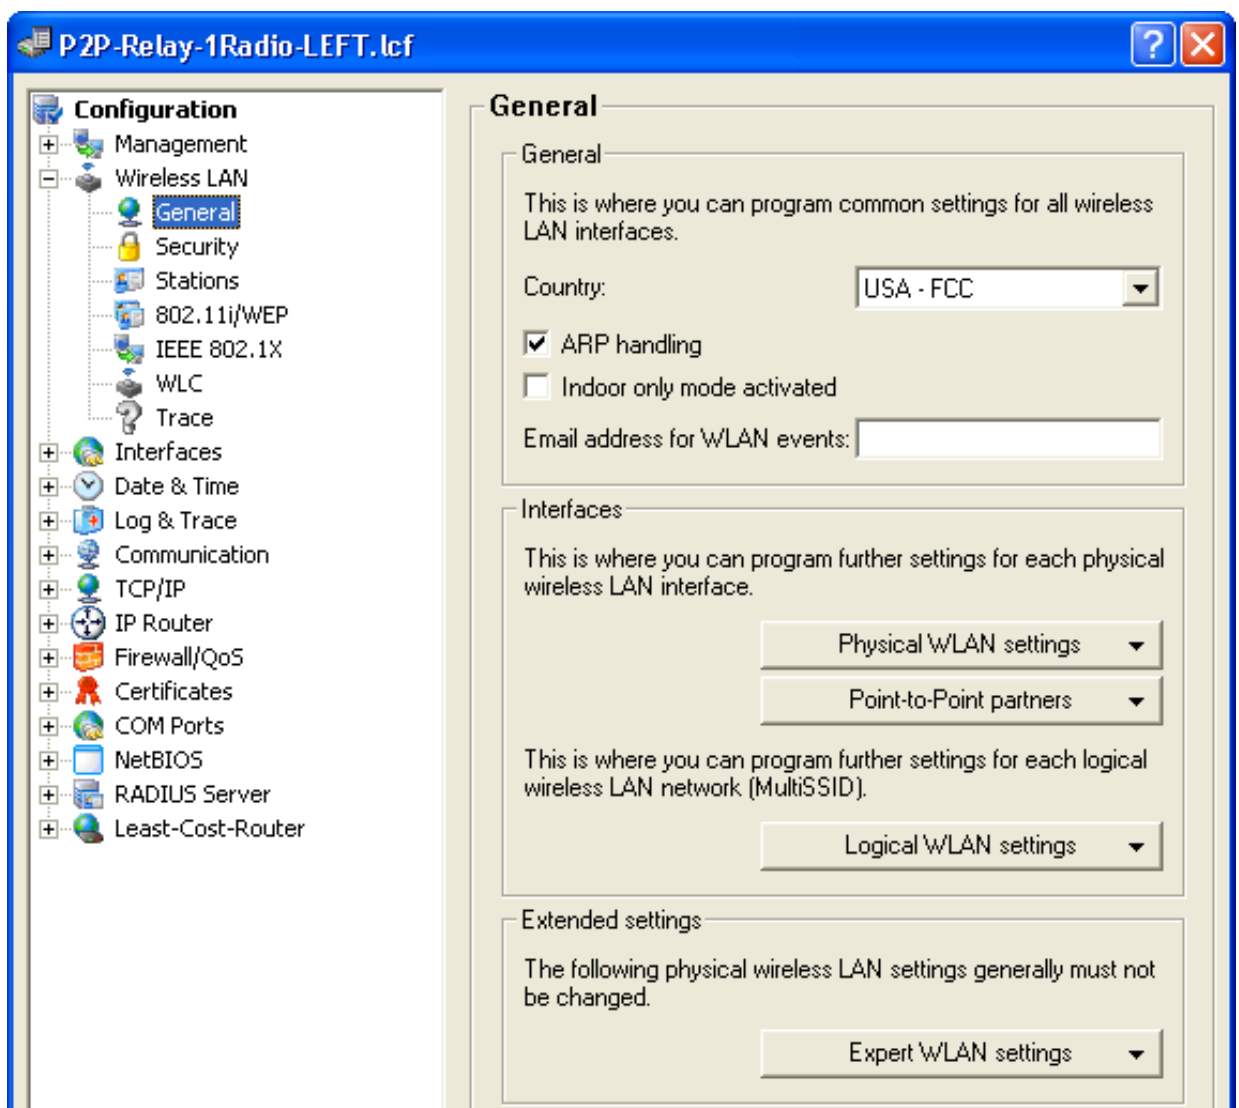 P2P-Relay-1Radio-LEFT.lcf
?
Configuration
Management
Wireless LAN
General
Security
Stations
802.11i/WEP
IEEE 802.1X
WLC
Trace
Interfaces
Date & Time
Log & Trace
Communication
TCP/IP
IP Router
Firewall/QoS
Certificates
COM Ports
NetBIOS
RADIUS Server
Least-Cost-Router
General
General
This is where you can program common settings for all wireless
LAN interfaces.
Country: USA - FCC
ARP handling
Indoor only mode activated
Email address for WLAN events:
Interfaces
This is where you can program further settings for each physical
wireless LAN interface.
Physical WLAN settings
Point-to-Point partners
This is where you can program further settings for each logical
wireless LAN network (MultiSSID).
Logical WLAN settings
Extended settings
The following physical wireless LAN settings generally must not
be changed.
Expert WLAN settings